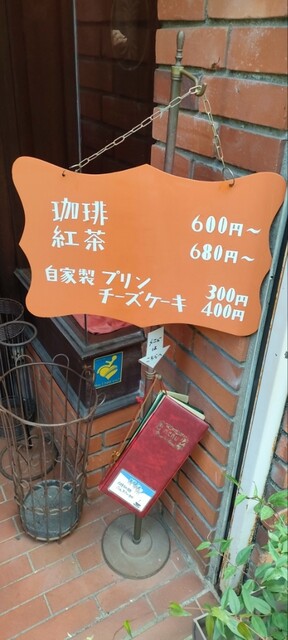 珈琲 600円～
紅茶 680円～
自家製 プリン 300円
チーズケーキ 400円